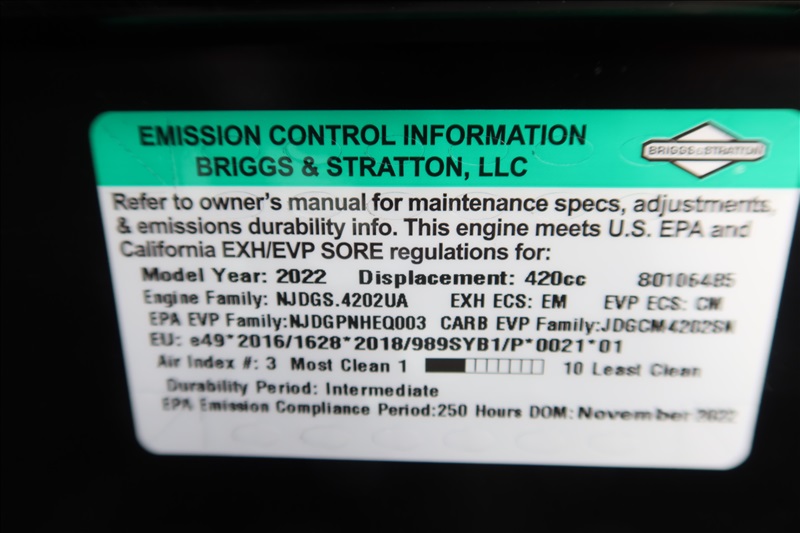 EMISSION CONTROL INFORMATION
BRIGGS & STRATTON, LLC
BRIGGS & STRATTON
Refer to owner's manual for maintenance specs, adjustments,
& emissions durability info. This engine meets U.S. EPA and
California EXH/EVP SORE regulations for:
Model Year: 2022 Displacement: 420cc 80106485
Engine Family: NJDGS.4202UA EXH ECS: EM EVP ECS: CW
EPA EVP Family:NJDGPNHEQ003 CARB EVP Family:
EU: e49*2016/1628*2018/989SYB1/P*0021*01
Air Index #: 3 Most Clean 1 10 Least Clean
Durability Period: Intermediate
EPA Emission Compliance Period:250 Hours DOM: November 2022